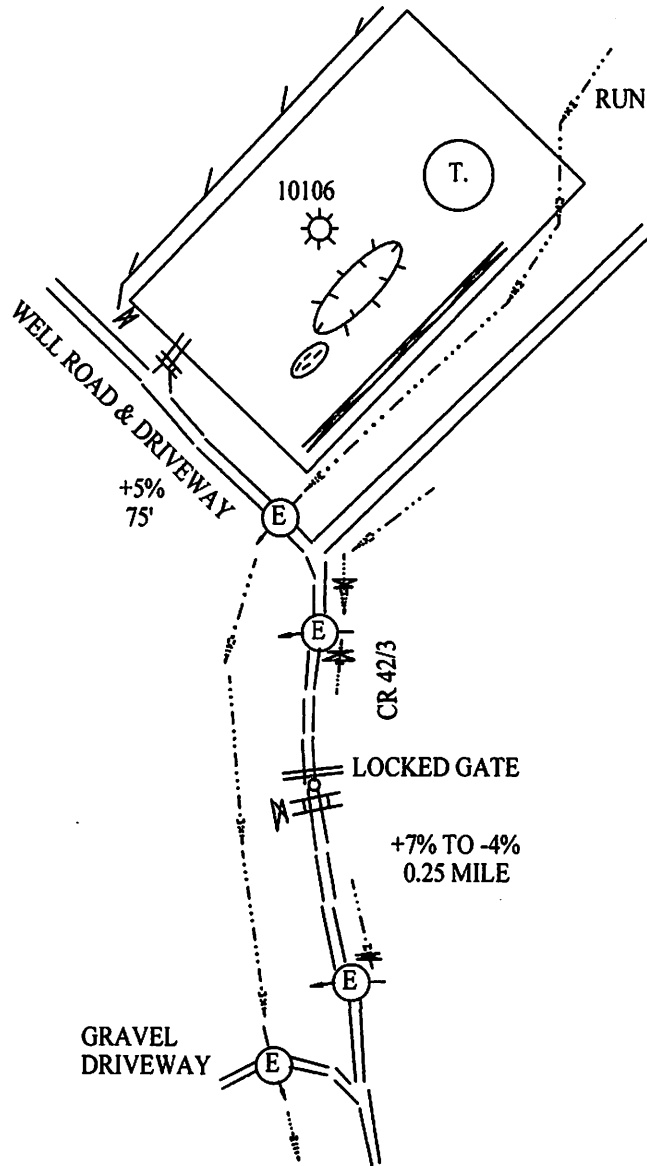 RUN
T.
10106
WELL ROAD & DRIVEWAY
+5%
75'
E
E
CR 42/3
LOCKED GATE
+7% TO -4%
0.25 MILE
E
GRAVEL
DRIVEWAY
E